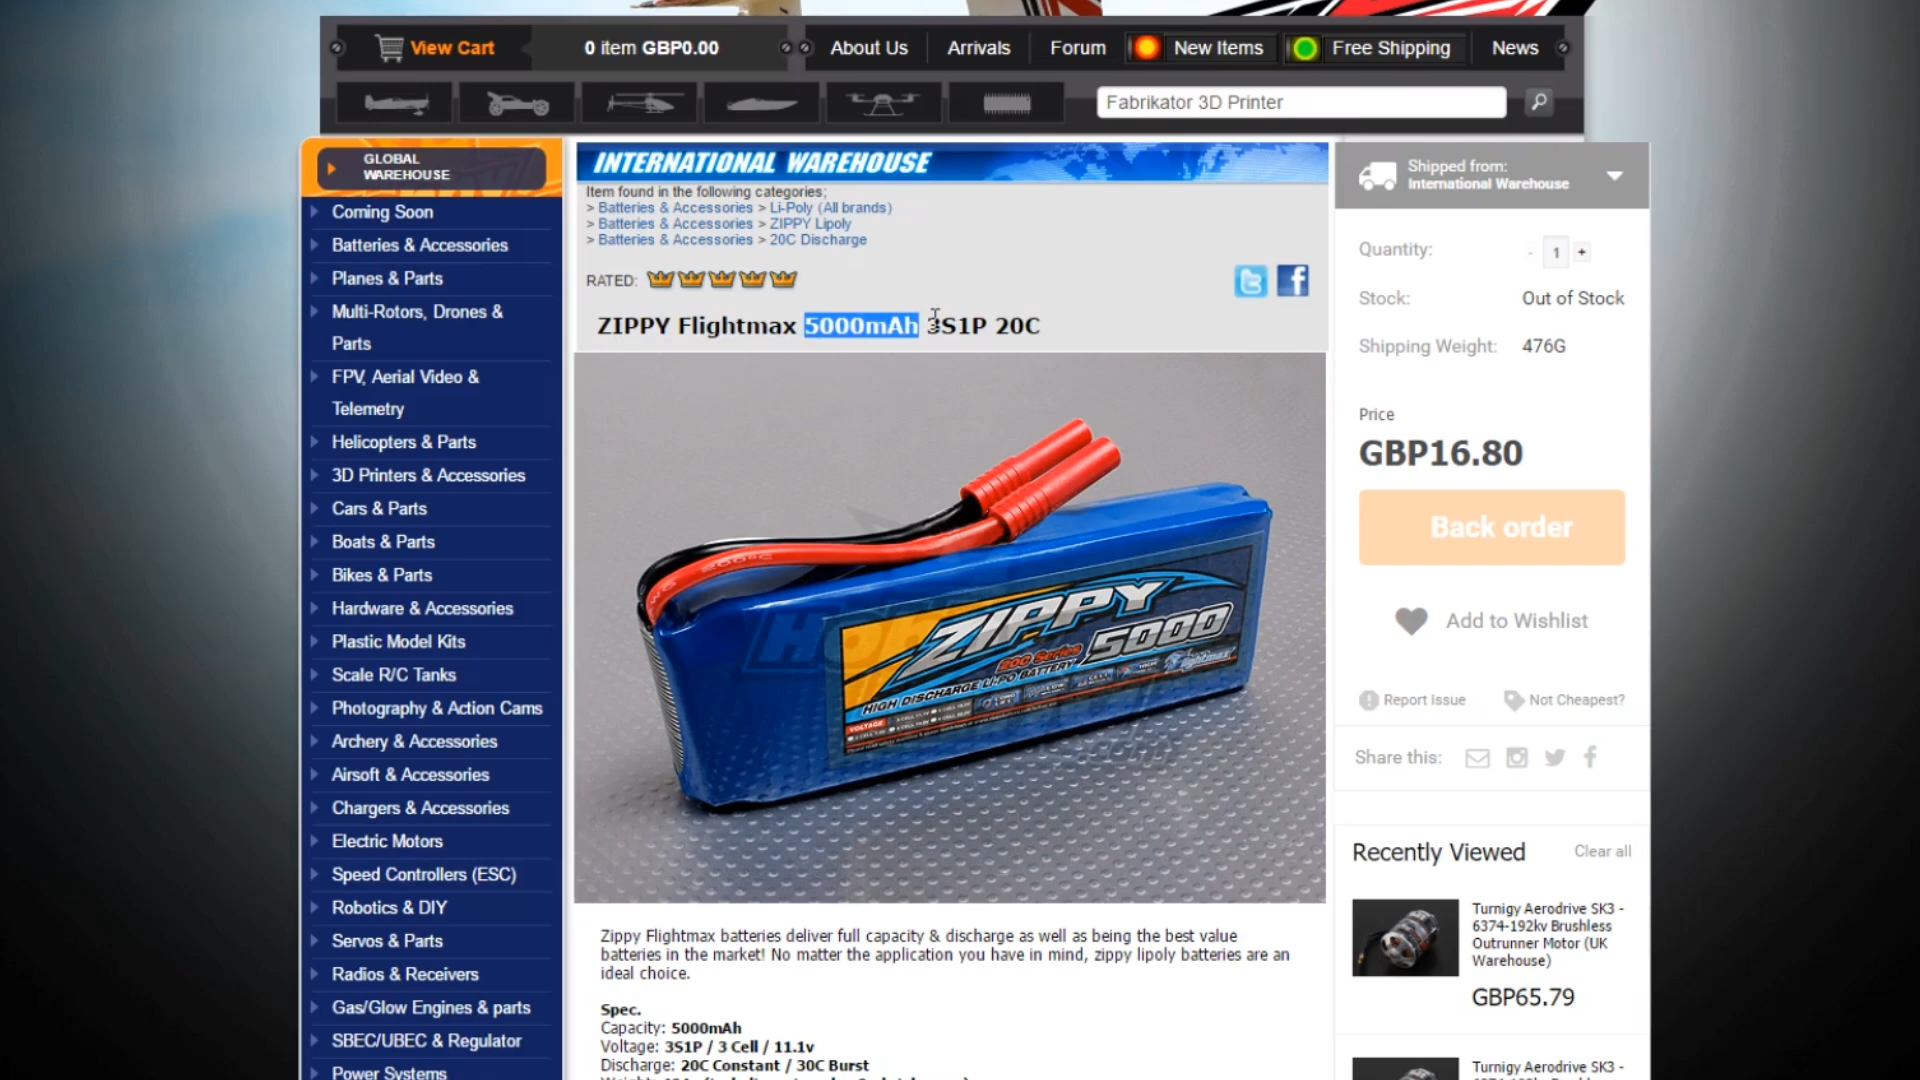 View Cart
0 item GBP0.00
About Us
Arrivals
Forum
New Items
Free Shipping
News
Fabrikator 3D Printer
GLOBAL
WAREHOUSE
Coming Soon
Batteries & Accessories
Planes & Parts
Multi-Rotors, Drones &
Parts
FPV, Aerial Video &
Telemetry
Helicopters & Parts
3D Printers & Accessories
Cars & Parts
Boats & Parts
Bikes & Parts
Hardware & Accessories
Plastic Model Kits
Scale R/C Tanks
Photography & Action Cams
Archery & Accessories
Airsoft & Accessories
Chargers & Accessories
Electric Motors
Speed Controllers (ESC)
Robotics & DIY
Servos & Parts
Radios & Receivers
Gas/Glow Engines & parts
SBEC/UBEC & Regulator
Power Systems
INTERNATIONAL WAREHOUSE
Item found in the following categories;
> Batteries & Accessories > Li-Poly (All brands)
> Batteries & Accessories > ZIPPY Lipoly
> Batteries & Accessories > 20C Discharge
RATED:
ZIPPY Flightmax 5000mAh 3S1P 20C
200°C
ZIPPY
5000
20C Series
HIGH DISCHARGE LI-PO BATTERY
Flightmax
VOLTAGE
Zippy Flightmax batteries deliver full capacity & discharge as well as being the best value
batteries in the market! No matter the application you have in mind, zippy lipoly batteries are an
ideal choice.
Spec.
Capacity: 5000mAh
Voltage: 3S1P / 3 Cell / 11.1v
Discharge: 20C Constant / 30C Burst
Shipped from:
International Warehouse
Quantity:
- 1 +
Stock: Out of Stock
Shipping Weight: 476G
Price
GBP16.80
Back order
Add to Wishlist
Report Issue
Not Cheapest?
Share this:
Recently Viewed
Clear all
Turnigy Aerodrive SK3 -
6374-192kv Brushless
Outrunner Motor (UK
Warehouse)
GBP65.79
Turnigy Aerodrive SK3 -